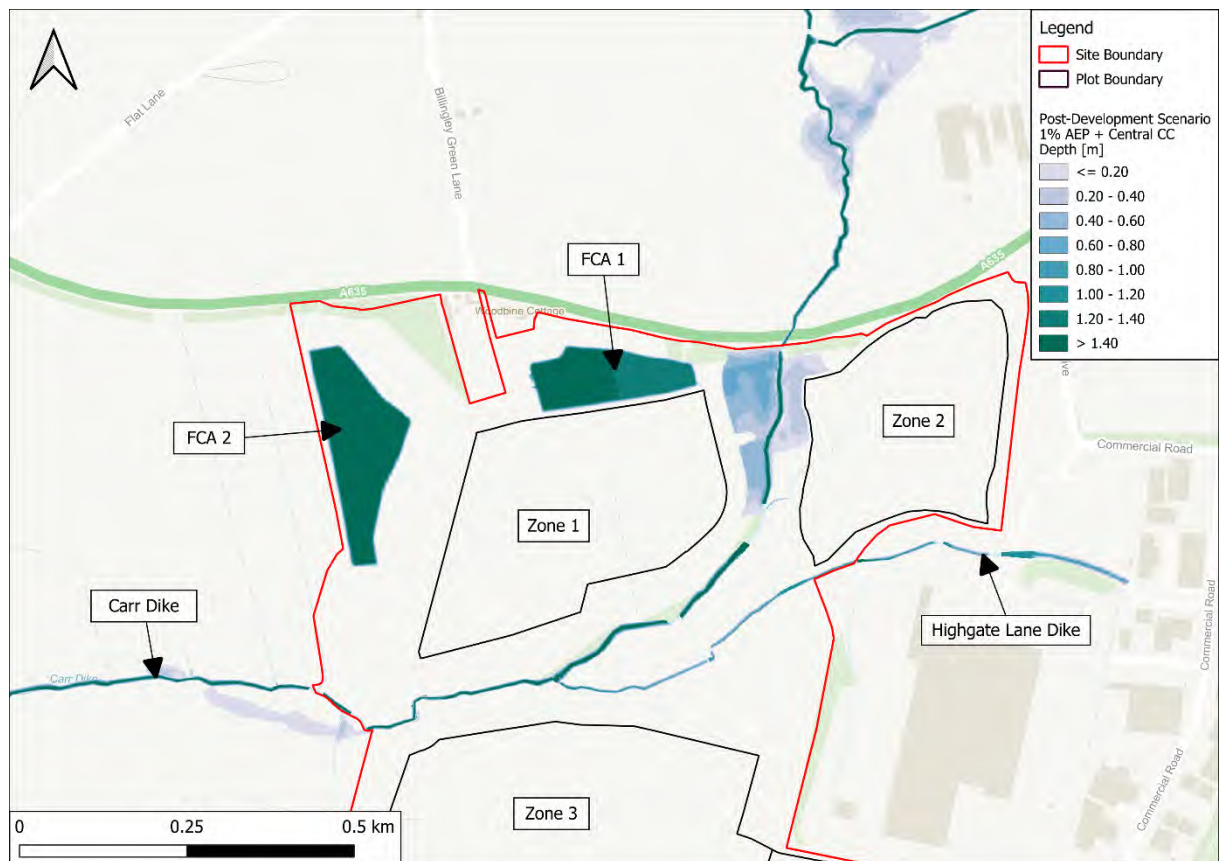 Legend
Site Boundary
Plot Boundary
Post-Development Scenario
1% AEP + Central CC
Depth [m]
<= 0.20
0.20 - 0.40
0.40 - 0.60
0.60 - 0.80
0.80 - 1.00
1.00 - 1.20
1.20 - 1.40
> 1.40
Flat Lane
Billingley Green Lane
FCA 1
A635
A635
Woodbine Cottage
FCA 2
Zone 2
Commercial Road
Zone 1
Carr Dike
Highgate Lane Dike
Commercial Road
Carr Dike
Commercial Road
Zone 3
0 0.25 0.5 km